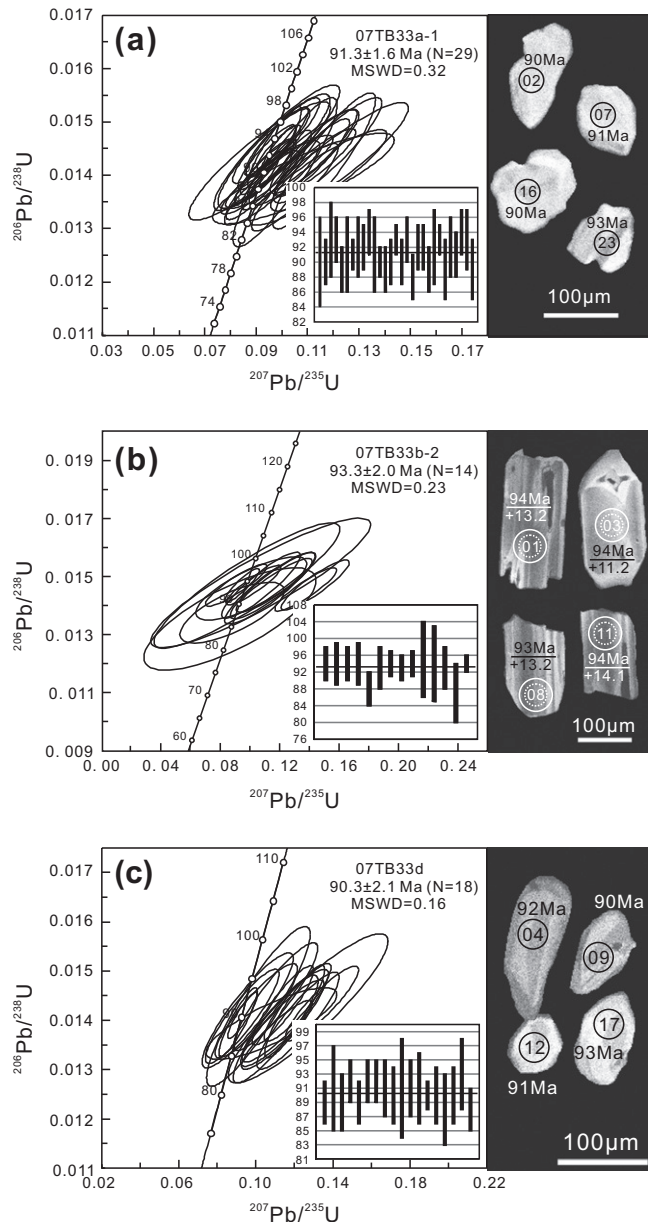 (a)
07TB33a-1
91.3±1.6 Ma (N=29)
MSWD=0.32
106
102
98
82
78
74
0.017
0.016
0.015
0.014
0.013
0.012
0.011
²⁰⁶Pb/²³⁸U
100
98
96
94
92
90
88
86
84
82
0.03 0.05 0.07 0.09 0.11 0.13 0.15 0.17
²⁰⁷Pb/²³⁵U
90Ma
02
07
91Ma
16
90Ma
93Ma
23
100µm
(b)
07TB33b-2
93.3±2.0 Ma (N=14)
MSWD=0.23
120
110
100
80
70
60
0. 019
0. 017
0. 015
0. 013
0. 011
0. 009
²⁰⁶Pb/²³⁸U
108
104
100
96
92
88
84
80
76
0. 00 0. 04 0. 08 0. 12 0. 16 0. 20 0. 24
²⁰⁷Pb/²³⁵U
94Ma
+13.2
01
03
94Ma
+11.2
93Ma
+13.2
08
11
94Ma
+14.1
100µm
(c)
07TB33d
90.3±2.1 Ma (N=18)
MSWD=0.16
110
100
80
0.017
0.016
0.015
0.014
0.013
0.012
0.011
²⁰⁶Pb/²³⁸U
99
97
95
93
91
89
87
85
83
81
0.02 0.06 0.10 0.14 0.18 0.22
²⁰⁷Pb/²³⁵U
92Ma
04
90Ma
09
12
91Ma
17
93Ma
100µm